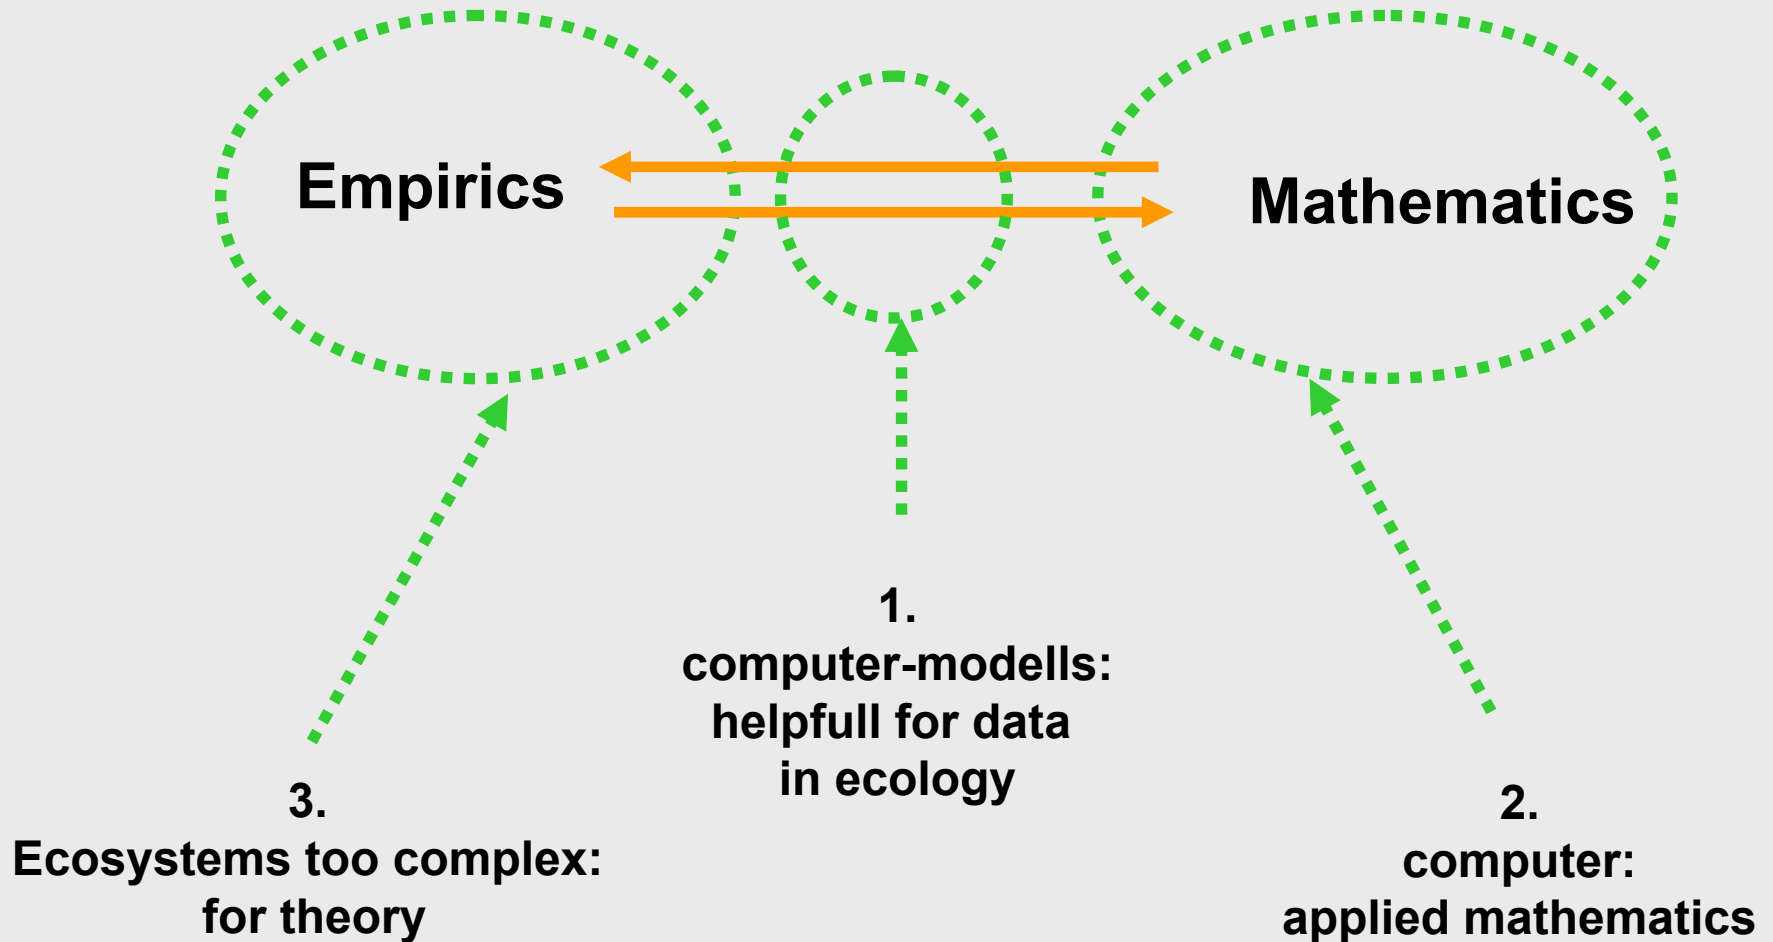 Empirics
Mathematics
1.
computer-modells:
helpfull for data
in ecology
3.
Ecosystems too complex:
for theory
2.
computer:
applied mathematics